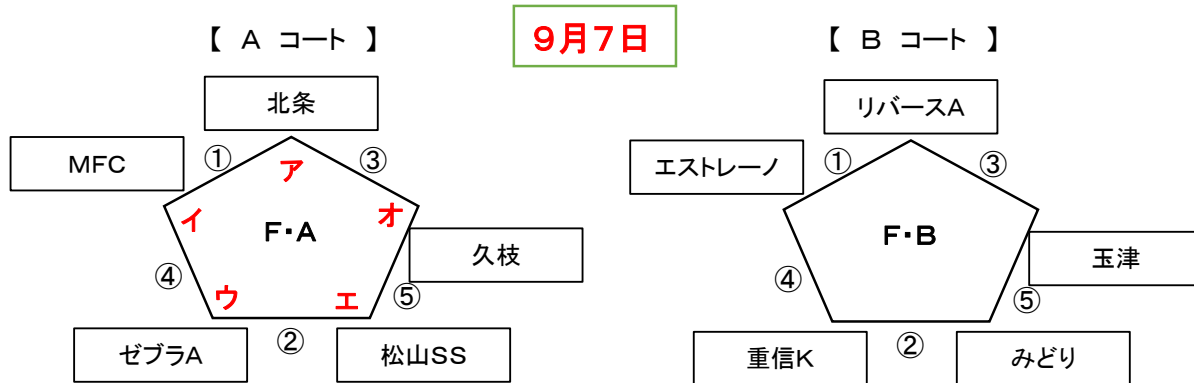 【 A コート 】
9月7日
【 B コート 】
北条
MFC
①
③
ア
イ
オ
F・A
久枝
④
ウ
エ
⑤
ゼブラA
②
松山SS
リバースA
エストレーノ
①
③
F・B
玉津
④
⑤
重信K
②
みどり